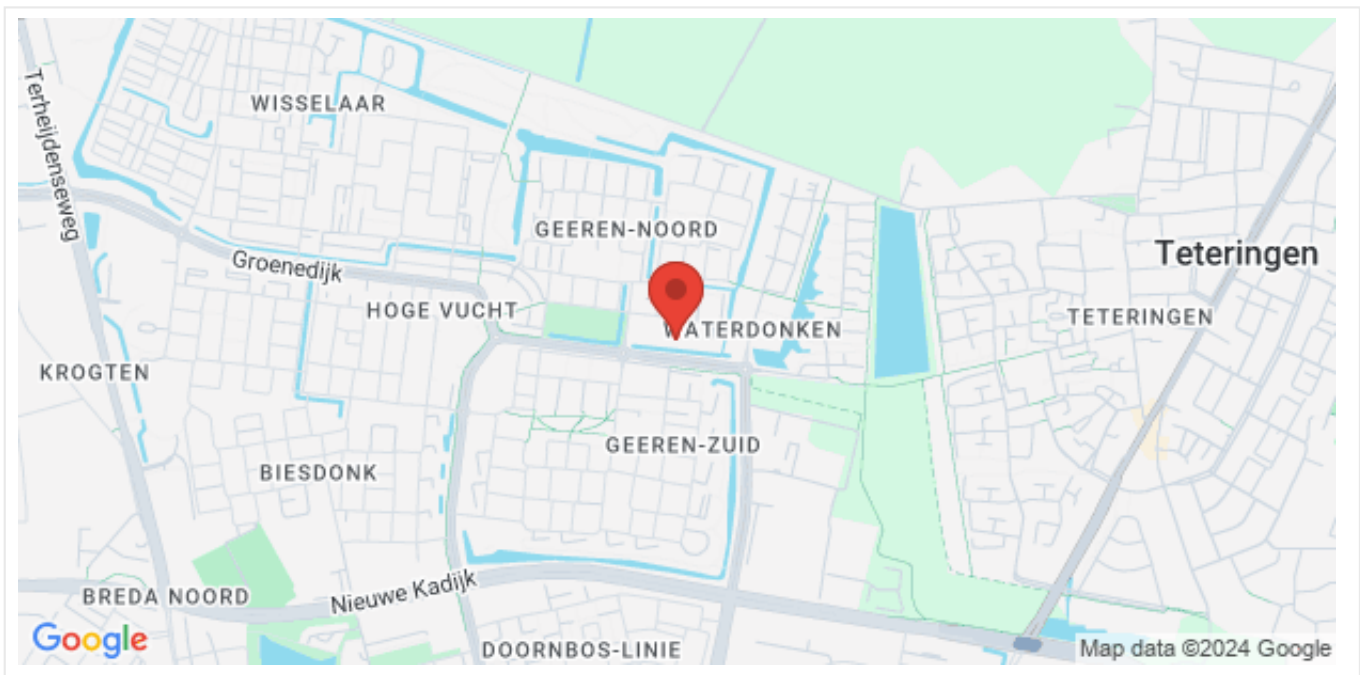 Terheijdenseweg
WISSELAAR
GEEREN-NOORD
Teteringen
Groenedijk
HOGE VUCHT
WATERDONKEN
TETERINGEN
KROGTEN
GEEREN-ZUID
BIESDONK
BREDA NOORD
Nieuwe Kadijk
DOORNBOS-LINIE
Google
Map data ©2024 Google